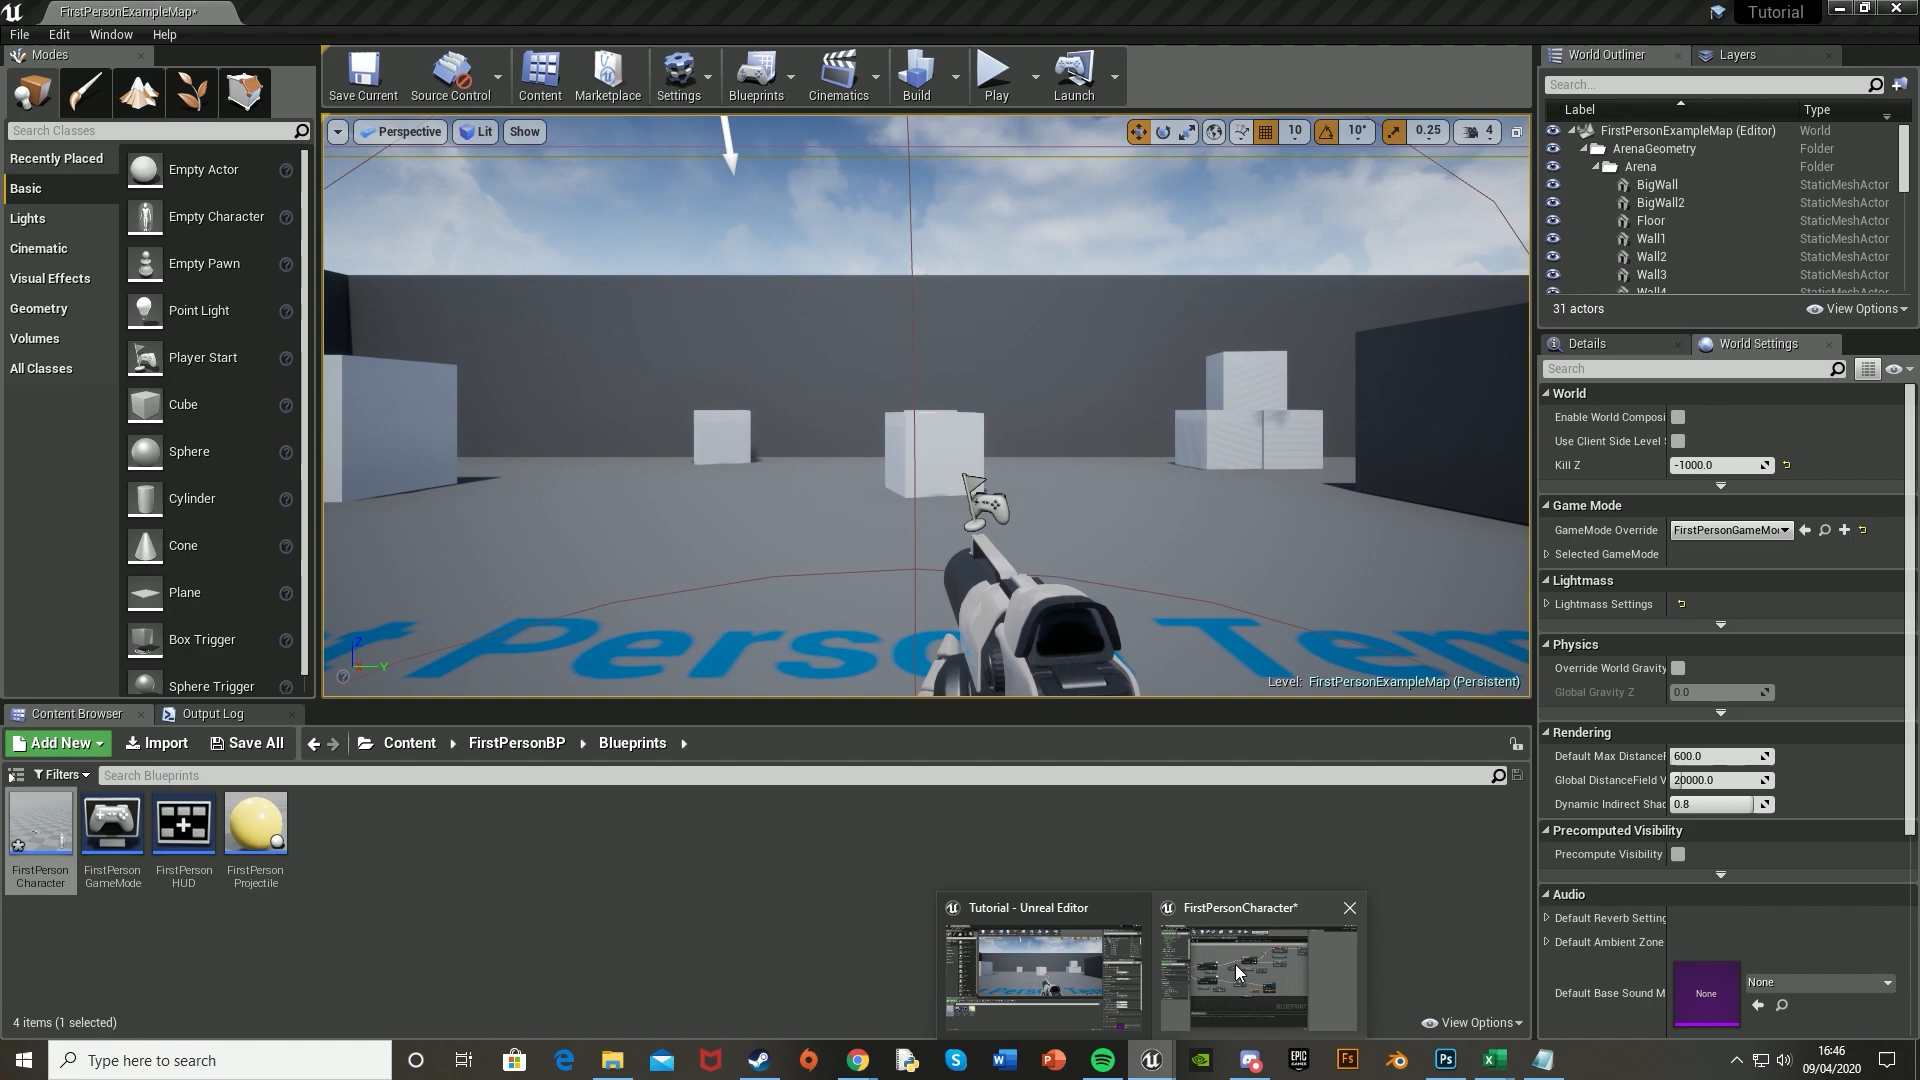 FirstPersonExampleMap*
Tutorial
File Edit Window Help
Modes
Save Current Source Control Content Marketplace Settings Blueprints Cinematics Build Play Launch
World Outliner Layers
Search Classes
Perspective Lit Show
10 10° 0.25 4
Search...
Label Type
Recently Placed
Basic
Lights
Cinematic
Visual Effects
Geometry
Volumes
All Classes
Empty Actor
Empty Character
Empty Pawn
Point Light
Player Start
Cube
Sphere
Cylinder
Cone
Plane
Box Trigger
Sphere Trigger
FirstPersonExampleMap (Editor) World
ArenaGeometry Folder
Arena Folder
BigWall StaticMeshActor
BigWall2 StaticMeshActor
Floor StaticMeshActor
Wall1 StaticMeshActor
Wall2 StaticMeshActor
Wall3 StaticMeshActor
Wall4 StaticMeshActor
31 actors View Options
Details World Settings
Search
World
Enable World Composi
Use Client Side Level
Kill Z -1000.0
Game Mode
GameMode Override FirstPersonGameMo
Selected GameMode
Lightmass
Lightmass Settings
Physics
Override World Gravity
Global Gravity Z 0.0
Rendering
Default Max DistanceF 600.0
Global DistanceField V 20000.0
Dynamic Indirect Shac 0.8
Precomputed Visibility
Precompute Visibility
Audio
Default Reverb Setting
Default Ambient Zone
Default Base Sound M None None
t Perso Tem
Z
Y
Level: FirstPersonExampleMap (Persistent)
Content Browser Output Log
Add New Import Save All Content FirstPersonBP Blueprints
Filters Search Blueprints
FirstPerson Character
FirstPerson GameMode
FirstPerson HUD
FirstPerson Projectile
Tutorial - Unreal Editor FirstPersonCharacter*
BLUEPRINT
4 items (1 selected) View Options
Type here to search
16:46
09/04/2020